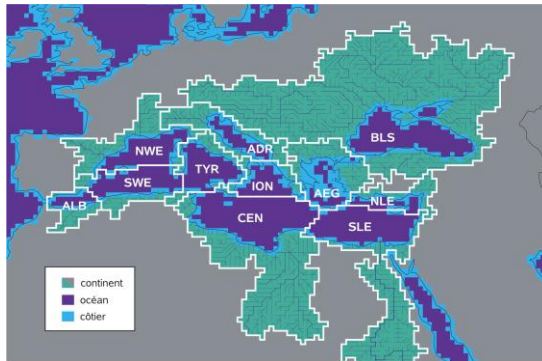 BLS
NWE
ADR
TYR
SWE
ION
AEG
ALB
NLE
CEN
SLE
continent
océan
côtier